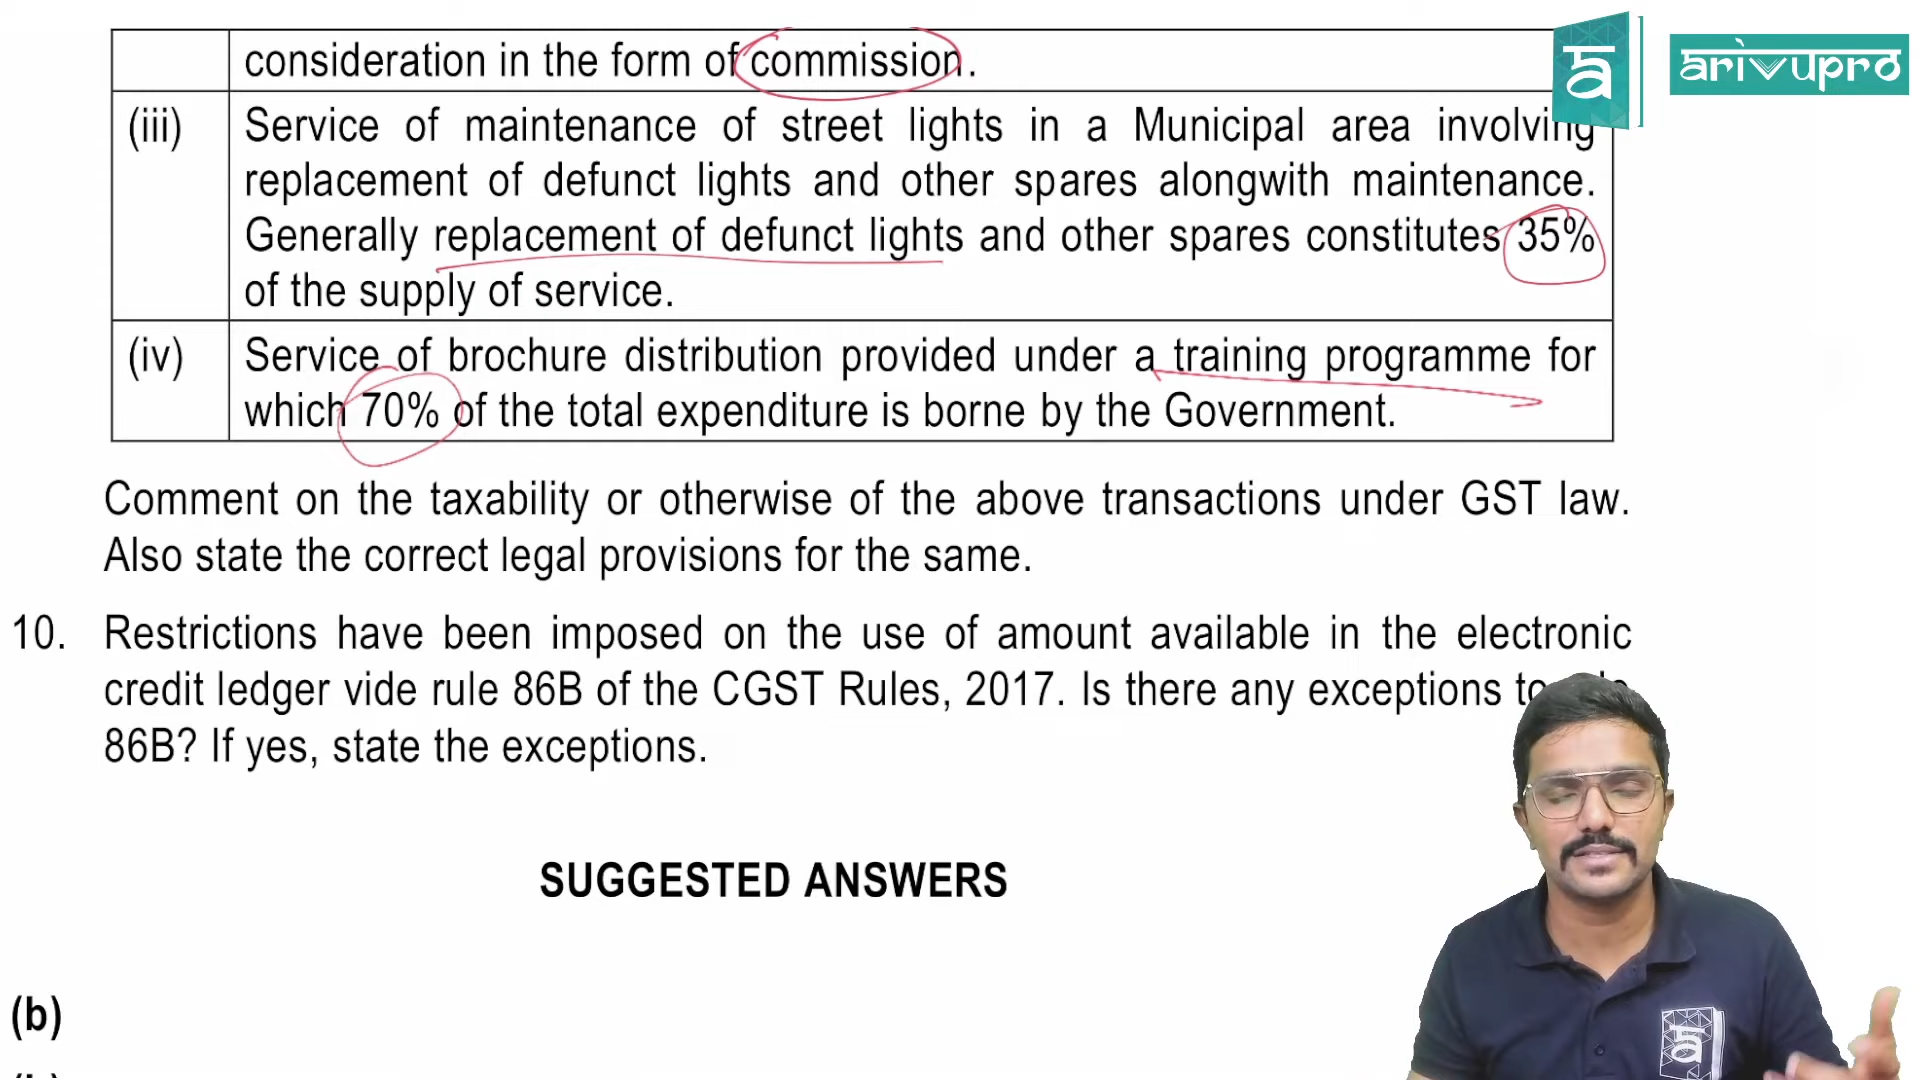 consideration in the form of commission.
ā
arivupro
(iii) Service of maintenance of street lights in a Municipal area involving
replacement of defunct lights and other spares alongwith maintenance.
Generally replacement of defunct lights and other spares constitutes 35%
of the supply of service.
(iv) Service of brochure distribution provided under a training programme for
which 70% of the total expenditure is borne by the Government.
Comment on the taxability or otherwise of the above transactions under GST law.
Also state the correct legal provisions for the same.
10. Restrictions have been imposed on the use of amount available in the electronic
credit ledger vide rule 86B of the CGST Rules, 2017. Is there any exceptions to
86B? If yes, state the exceptions.
SUGGESTED ANSWERS
(b)
ā